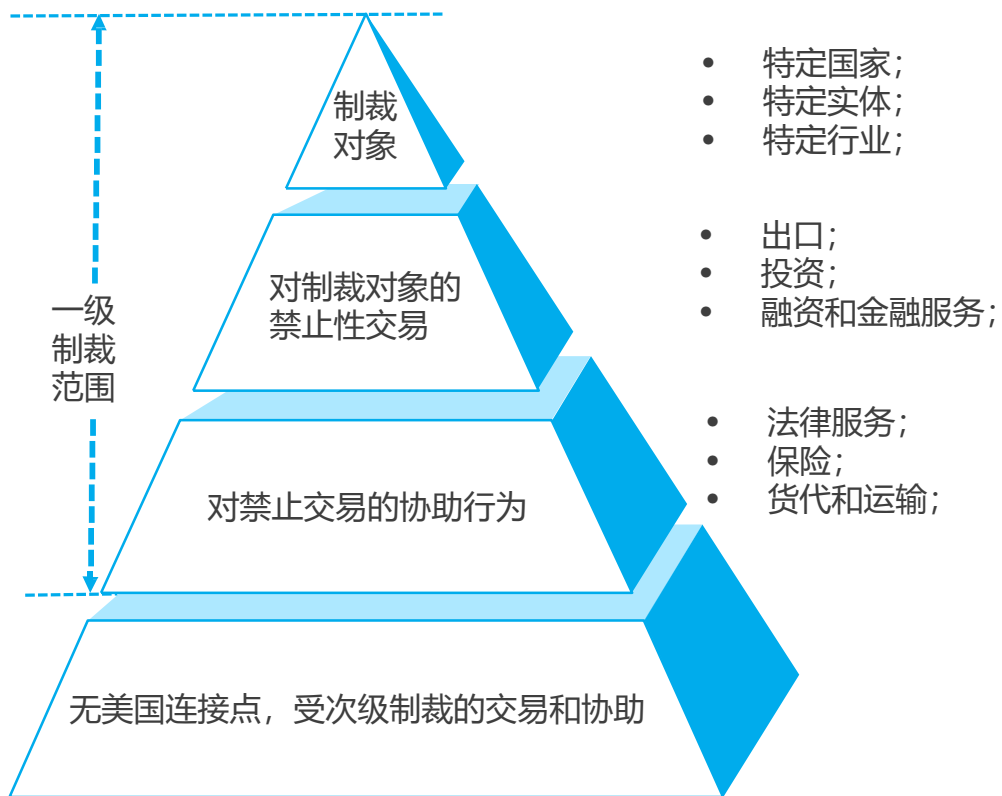 制裁
对象
• 特定国家；
• 特定实体；
• 特定行业；
对制裁对象的
禁止性交易
• 出口；
• 投资；
• 融资和金融服务；
一级
制裁
范围
对禁止交易的协助行为
• 法律服务；
• 保险；
• 货代和运输；
无美国连接点，受次级制裁的交易和协助